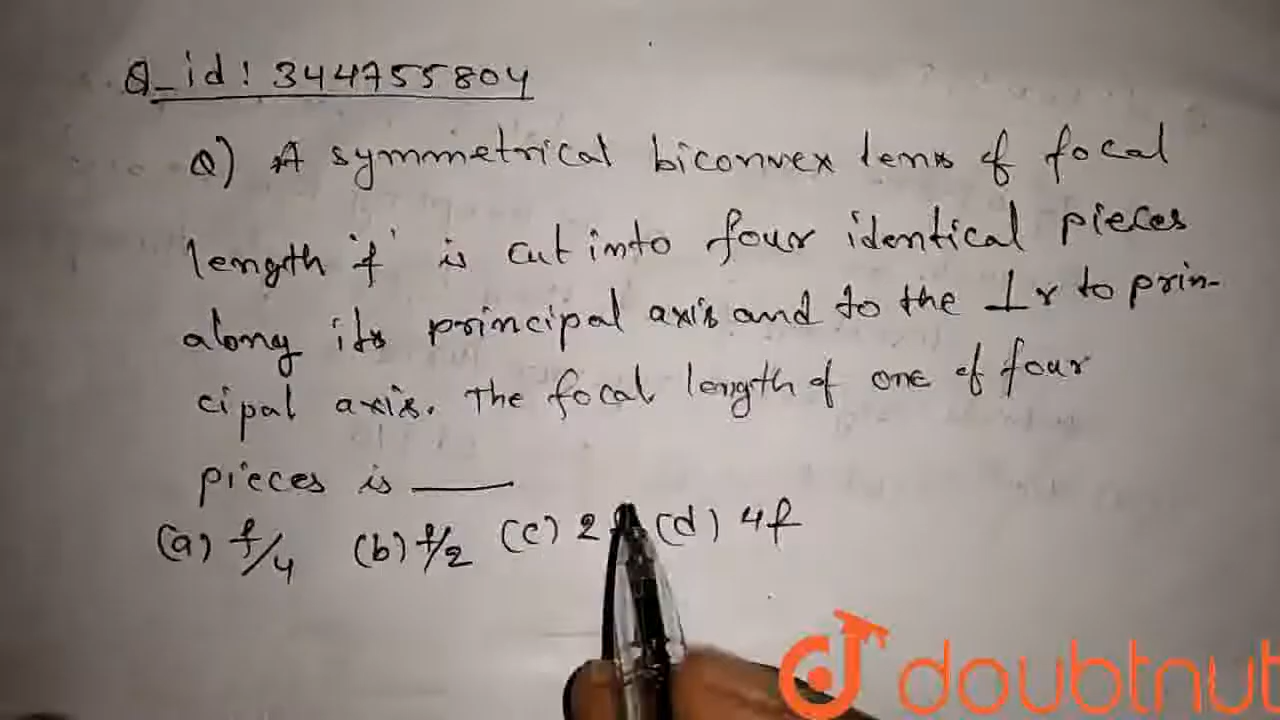 Q_id! 344755804
Q) A symmetrical biconvex lens of focal
length 'f' is cut into four identical pieces
along its principal axis and to the ⊥r to prin-
cipal axis. The focal length of one of four
pieces is ____
(a) f/4 (b) f/2 (c) 2 (d) 4f
doubtnut